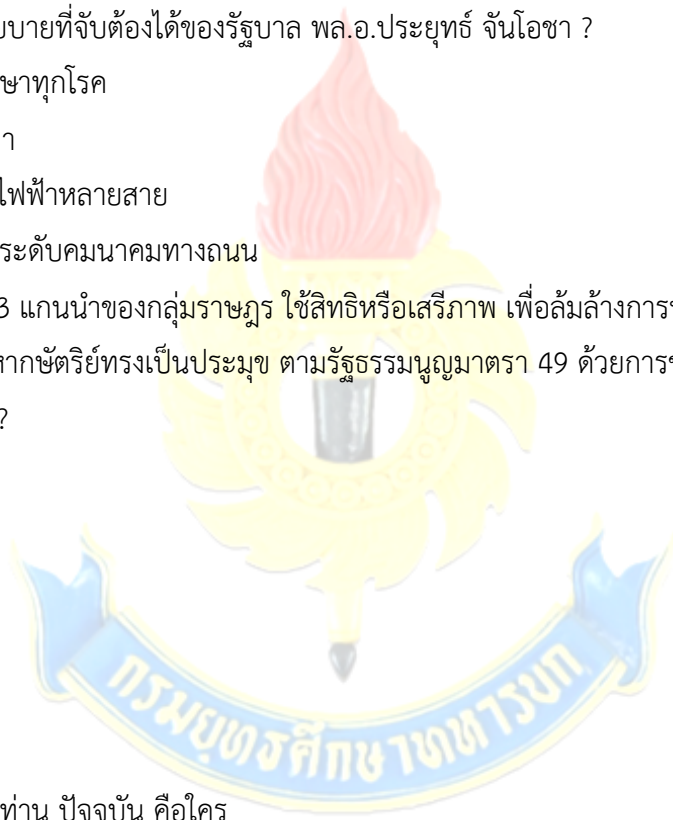 ยบายที่จับต้องได้ของรัฐบาล พล.อ.ประยุทธ์ จันโอชา ?
ษาทุกโรค
า
ไฟฟ้าหลายสาย
ระดับคมนาคมทางถนน
3 แกนนำของกลุ่มราษฎร ใช้สิทธิหรือเสรีภาพ เพื่อล้มล้างการ
หากษัตริย์ทรงเป็นประมุข ตามรัฐธรรมนูญมาตรา 49 ด้วยการ
?
กรมยุทธศึกษาทหารบก
ท่าน ปัจจุบัน คือใคร